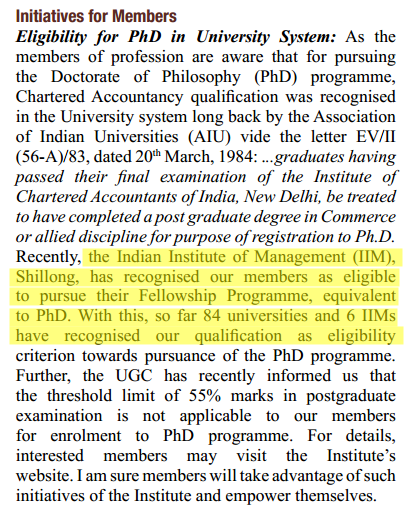 Initiatives for Members
Eligibility for PhD in University System: As the
members of profession are aware that for pursuing
the Doctorate of Philosophy (PhD) programme,
Chartered Accountancy qualification was recognised
in the University system long back by the Association
of Indian Universities (AIU) vide the letter EV/II
(56-A)/83, dated 20th March, 1984: ...graduates having
passed their final examination of the Institute of
Chartered Accountants of India, New Delhi, be treated
to have completed a post graduate degree in Commerce
or allied discipline for purpose of registration to Ph.D.
Recently, the Indian Institute of Management (IIM),
Shillong, has recognised our members as eligible
to pursue their Fellowship Programme, equivalent
to PhD. With this, so far 84 universities and 6 IIMs
have recognised our qualification as eligibility
criterion towards pursuance of the PhD programme.
Further, the UGC has recently informed us that
the threshold limit of 55% marks in postgraduate
examination is not applicable to our members
for enrolment to PhD programme. For details,
interested members may visit the Institute's
website. I am sure members will take advantage of such
initiatives of the Institute and empower themselves.